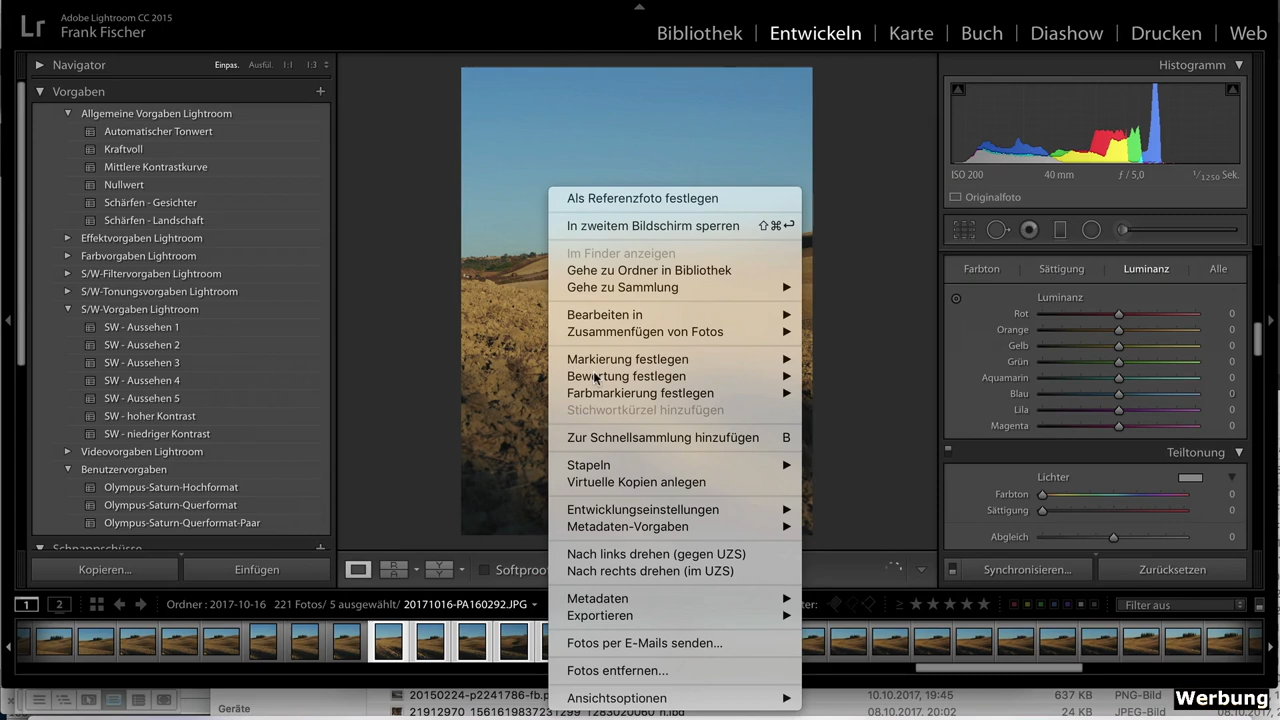 Lr
Adobe Lightroom CC 2015
Frank Fischer
Bibliothek | Entwickeln | Karte | Buch | Diashow | Drucken | Web
Navigator
Einpas. Ausfül. 1:1 1:3
Vorgaben +
Allgemeine Vorgaben Lightroom
Automatischer Tonwert
Kraftvoll
Mittlere Kontrastkurve
Nullwert
Schärfen - Gesichter
Schärfen - Landschaft
Effektvorgaben Lightroom
Farbvorgaben Lightroom
S/W-Filtervorgaben Lightroom
S/W-Tonungsvorgaben Lightroom
S/W-Vorgaben Lightroom
SW - Aussehen 1
SW - Aussehen 2
SW - Aussehen 3
SW - Aussehen 4
SW - Aussehen 5
SW - hoher Kontrast
SW - niedriger Kontrast
Videovorgaben Lightroom
Benutzervorgaben
Olympus-Saturn-Hochformat
Olympus-Saturn-Querformat
Olympus-Saturn-Querformat-Paar
Schnappschüsse +
Kopieren... Einfügen
Als Referenzfoto festlegen
In zweitem Bildschirm sperren ⇧⌘↩
Im Finder anzeigen
Gehe zu Ordner in Bibliothek
Gehe zu Sammlung
Bearbeiten in
Zusammenfügen von Fotos
Markierung festlegen
Bewertung festlegen
Farbmarkierung festlegen
Stichwortkürzel hinzufügen
Zur Schnellsammlung hinzufügen B
Stapeln
Virtuelle Kopien anlegen
Entwicklungseinstellungen
Metadaten-Vorgaben
Nach links drehen (gegen UZS)
Nach rechts drehen (im UZS)
Metadaten
Exportieren
Fotos per E-Mails senden...
Fotos entfernen...
Ansichtsoptionen
Histogramm
ISO 200 40 mm ƒ / 5,0 1/1250 Sek.
Originalfoto
Farbton Sättigung Luminanz Alle
Luminanz
Rot 0
Orange 0
Gelb 0
Grün 0
Aquamarin 0
Blau 0
Lila 0
Magenta 0
Teiltonung
Lichter
Farbton 0
Sättigung 0
Abgleich 0
Synchronisieren... Zurücksetzen
R A Y Y Softproo
1 2 Ordner : 2017-10-16 221 Fotos/ 5 ausgewählt/ 20171016-PA160292.JPG
ter: ≥ ★★★★★ Filter aus
Geräte
20150224-p2241786-fb.p 10.10.2017, 19:45 637 KB PNG-Bild
08.10.2017, 20:02 24 KB JPEG-Bild
Werbung